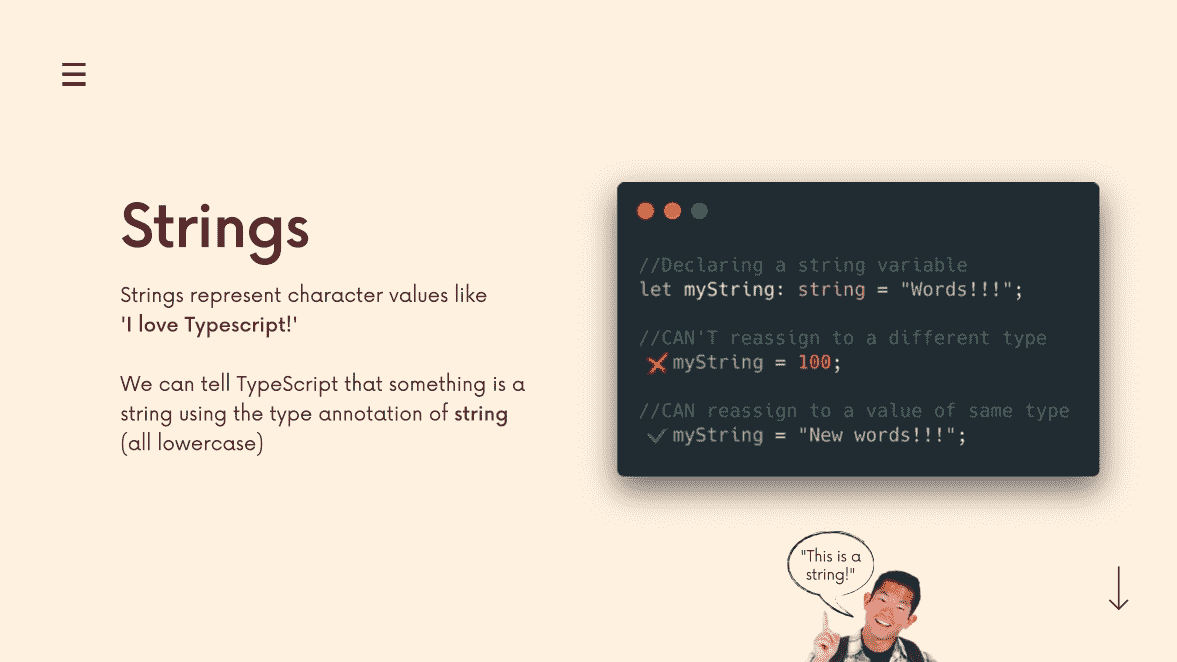 Strings
Strings represent character values like
'I love Typescript!'
We can tell TypeScript that something is a
string using the type annotation of string
(all lowercase)
//Declaring a string variable
let myString: string = "Words!!!";
//CAN'T reassign to a different type
myString = 100;
//CAN reassign to a value of same type
myString = "New words!!!";
"This is a
string!"